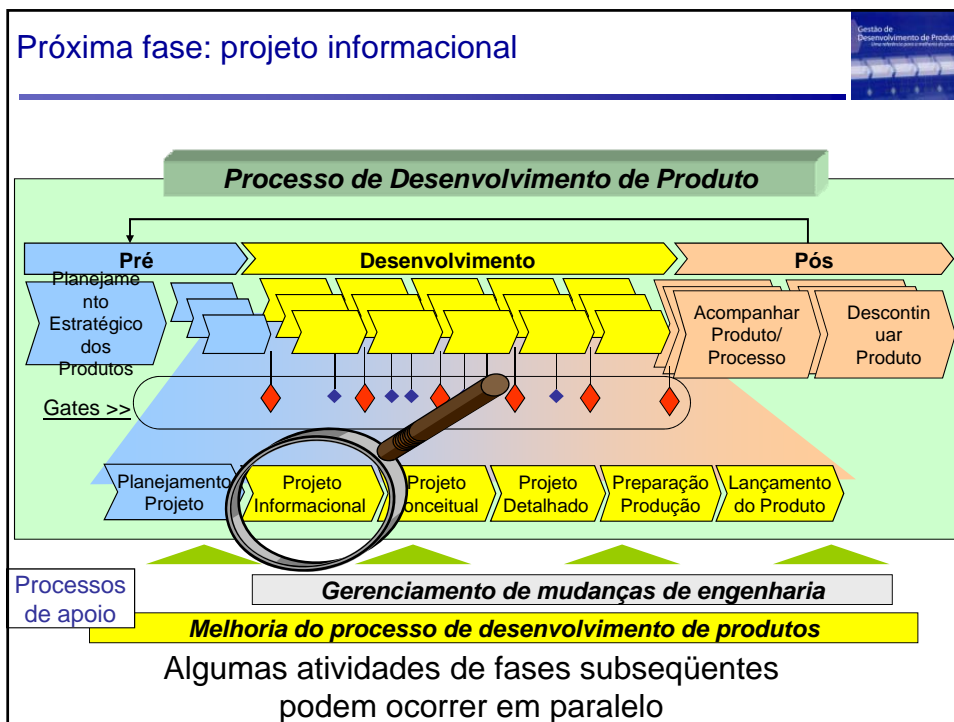 Próxima fase: projeto informacional
Gestão de
Desenvolvimento de Produt
Processo de Desenvolvimento de Produto
Pré
Desenvolvimento
Pós
Planejame
nto
Estratégico
dos
Produtos
Acompanhar
Produto/
Processo
Descontin
uar
Produto
Gates >>
Planejamento
Projeto
Projeto
Informacional
Projeto
onceitual
Projeto
Detalhado
Preparação
Produção
Lançamento
do Produto
Processos
de apoio
Gerenciamento de mudanças de engenharia
Melhoria do processo de desenvolvimento de produtos
Algumas atividades de fases subseqüentes
podem ocorrer em paralelo